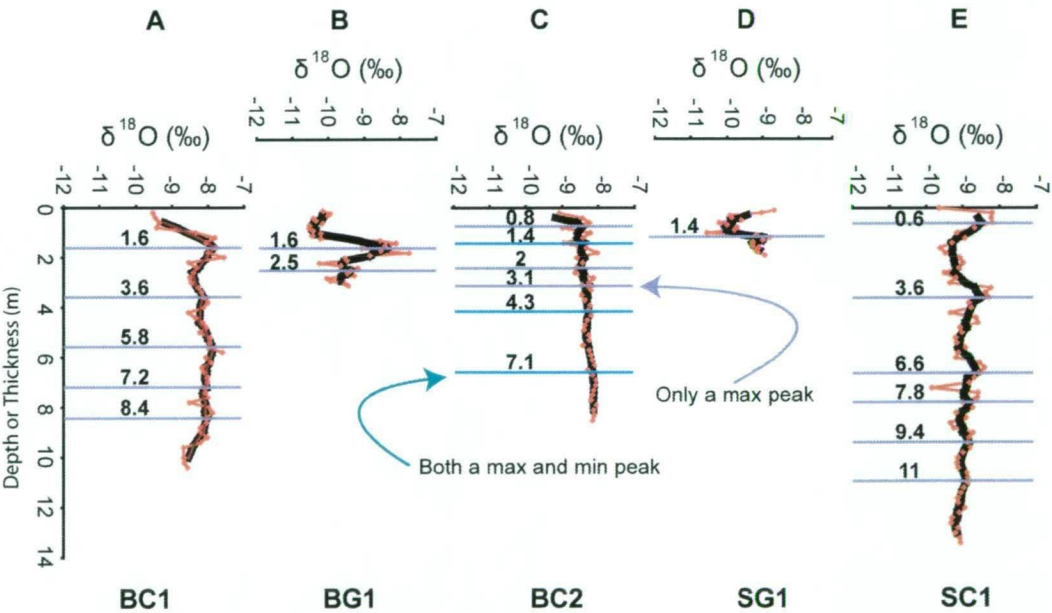 A B C D E
δ18O (‰) δ18O (‰)
-12 -11 -10 -9 -8 -7 -12 -11 -10 -9 -8 -7
δ18O (‰) δ18O (‰) δ18O (‰)
-12 -11 -10 -9 -8 -7 -12 -11 -10 -9 -8 -7 -12 -11 -10 -9 -8 -7
Depth or Thickness (m)
0 2 4 6 8 10 12 14
1.6
3.6
5.8
7.2
8.4
1.6
2.5
0.8
1.4
2
3.1
4.3
7.1
1.4
0.6
3.6
6.6
7.8
9.4
11
Only a max peak
Both a max and min peak
BC1 BG1 BC2 SG1 SC1